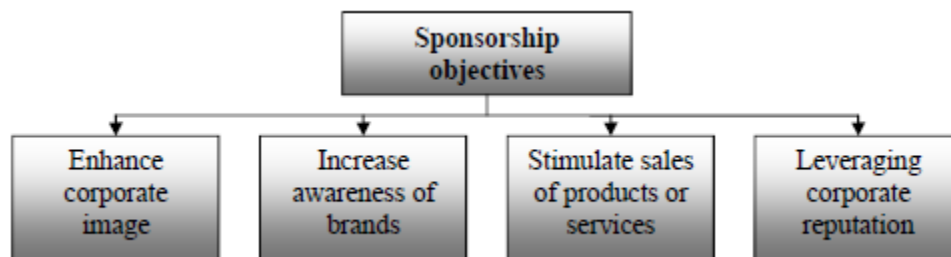 Sponsorship
objectives
Enhance
corporate
image
Increase
awareness of
brands
Stimulate sales
of products or
services
Leveraging
corporate
reputation